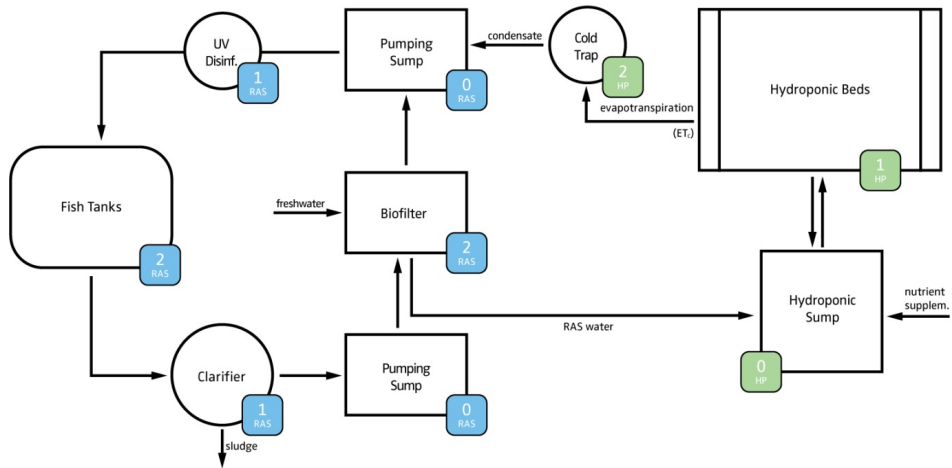 UV
Disinf.
1
RAS
Pumping
Sump
0
RAS
condensate
Cold
Trap
2
HP
evapotranspiration
(ETc)
Hydroponic Beds
1
HP
Fish Tanks
2
RAS
freshwater
Biofilter
2
RAS
RAS water
Hydroponic
Sump
0
HP
nutrient
supplem.
Clarifier
1
RAS
sludge
Pumping
Sump
0
RAS